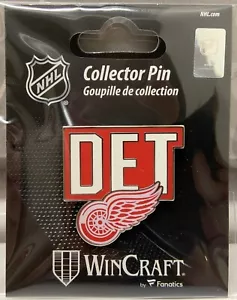 NHL.com
NHL
Collector Pin
Goupille de collection
DET
WINCRAFT
by Fanatics